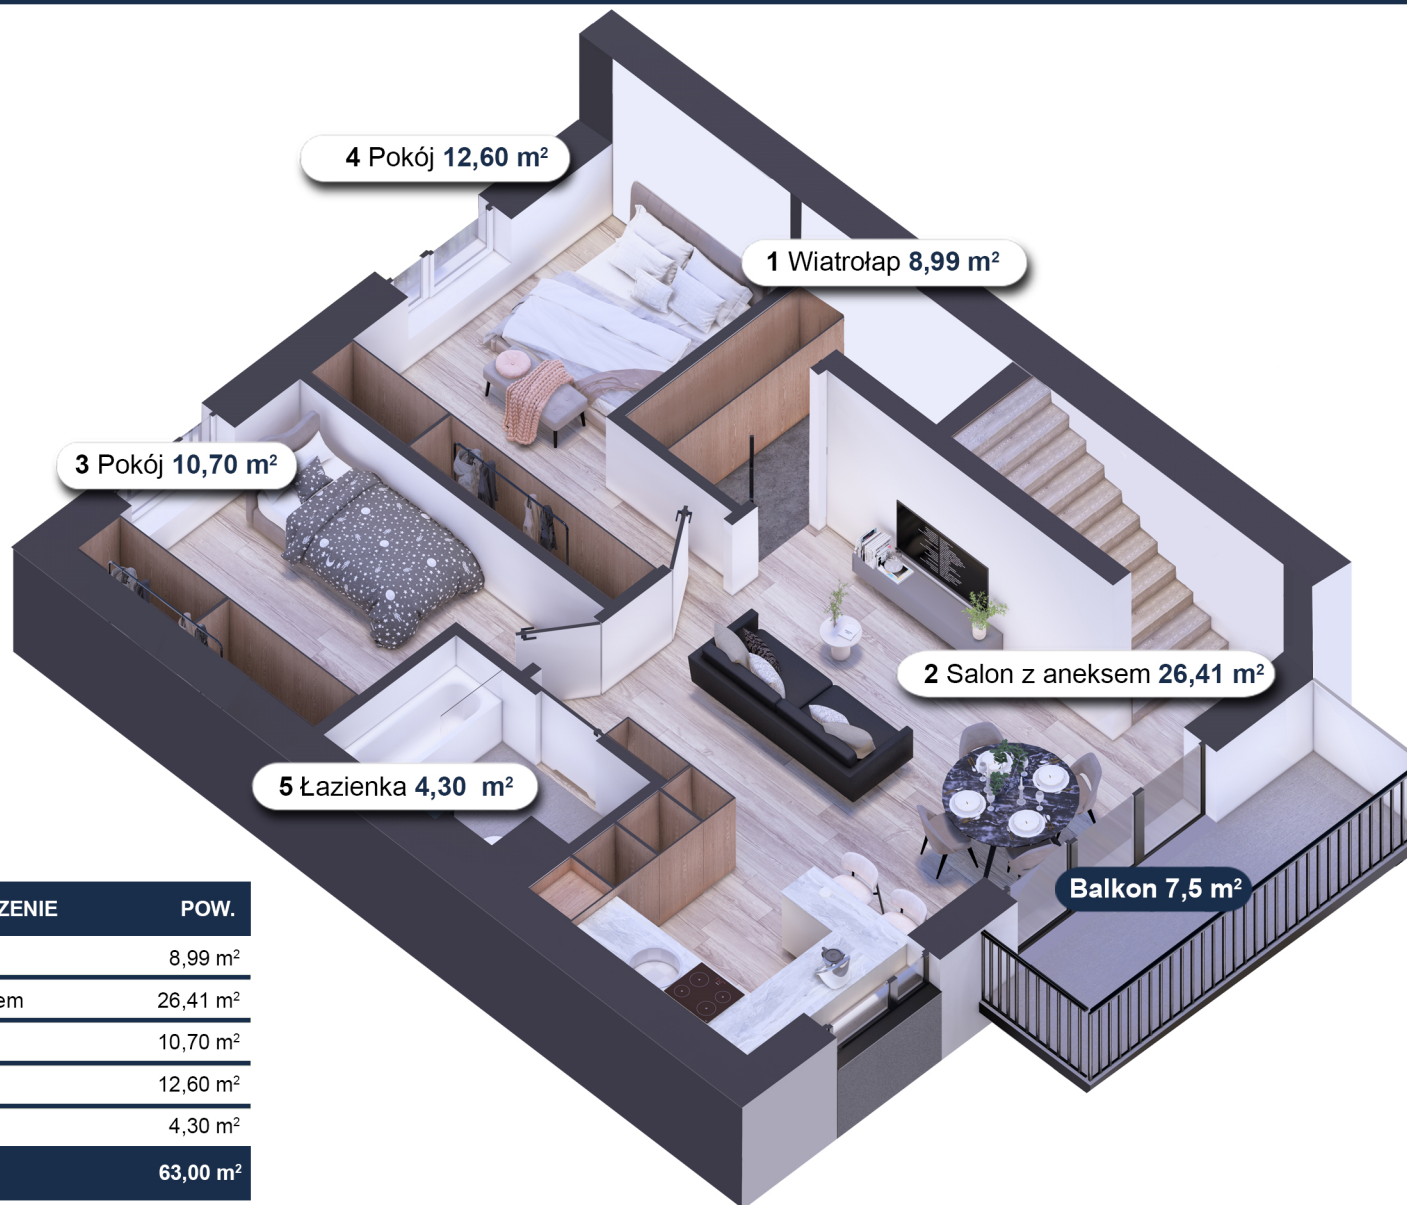 4 Pokój 12,60 m²
1 Wiatrołap 8,99 m²
3 Pokój 10,70 m²
2 Salon z aneksem 26,41 m²
5 Łazienka 4,30 m²
Balkon 7,5 m²
ZENIE POW.
8,99 m²
em 26,41 m²
10,70 m²
12,60 m²
4,30 m²
63,00 m²